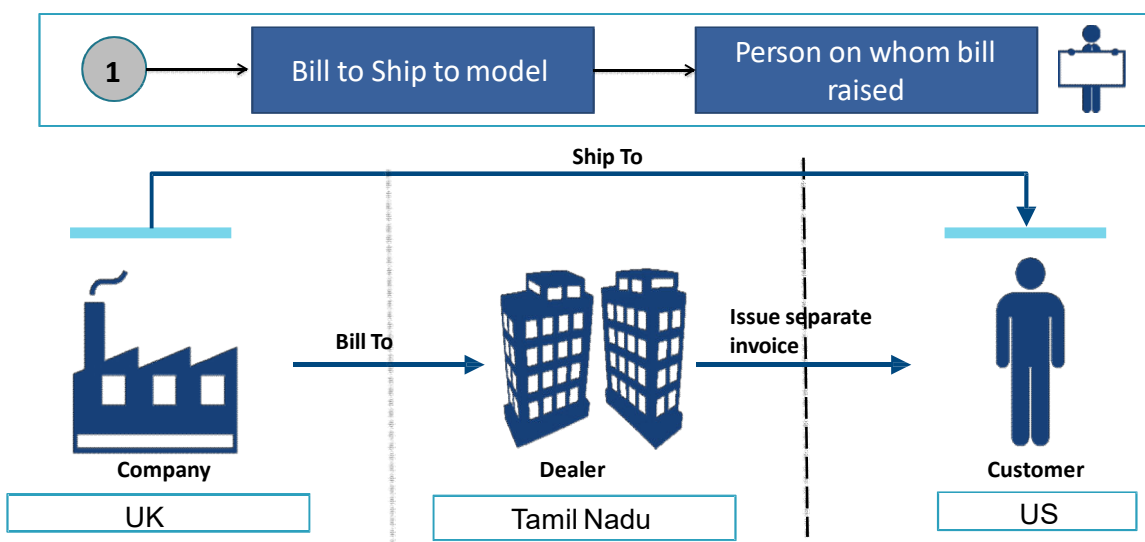 1
Bill to Ship to model
Person on whom bill
raised
Ship To
Bill To
Issue separate
invoice
Company
Dealer
Customer
UK
Tamil Nadu
US